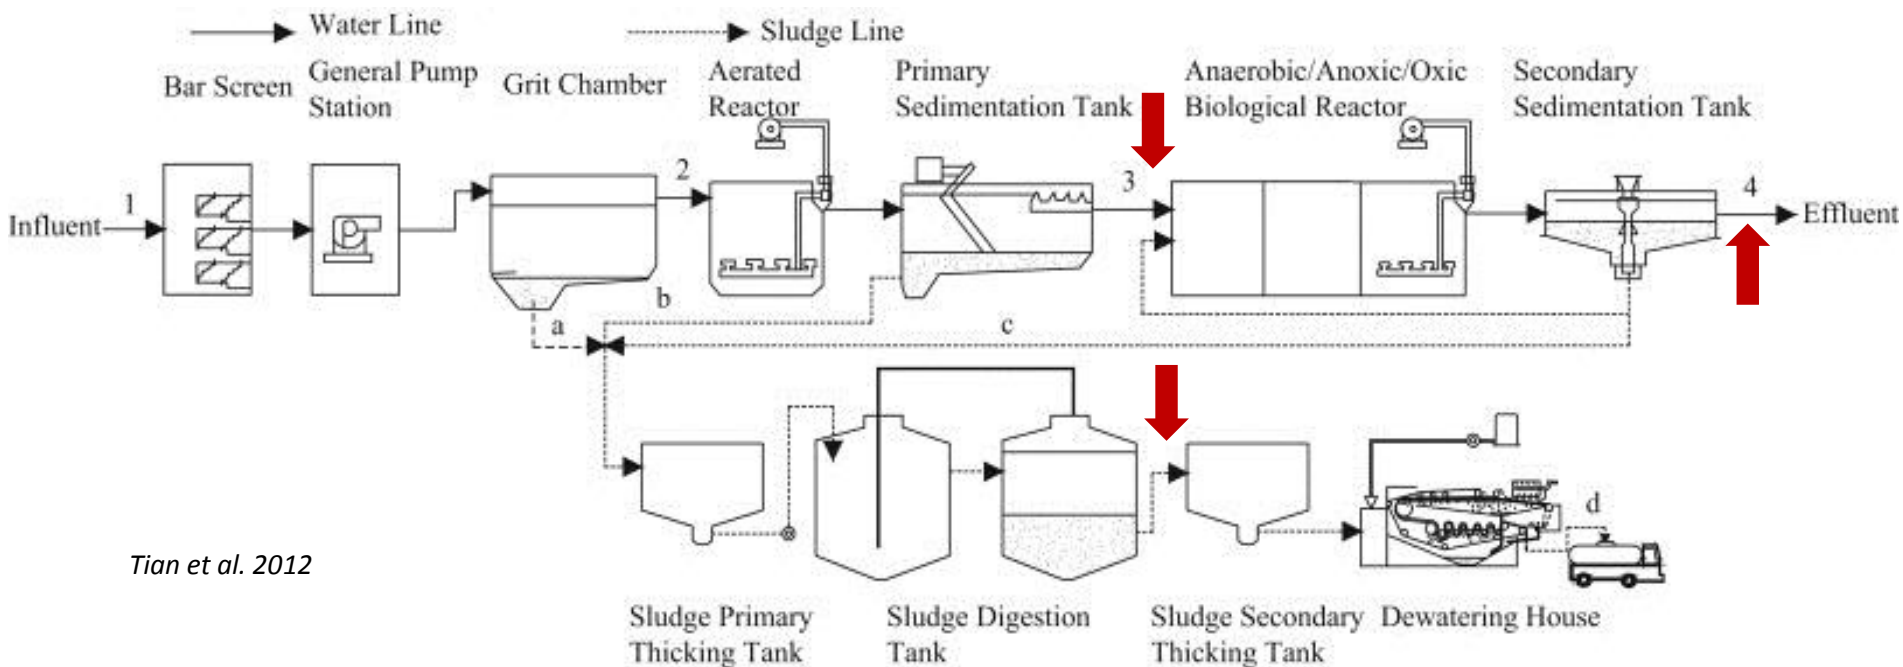 Water Line
Sludge Line
Bar Screen
General Pump
Station
Grit Chamber
Aerated
Reactor
Primary
Sedimentation Tank
Anaerobic/Anoxic/Oxic
Biological Reactor
Secondary
Sedimentation Tank
Influent
1
P
2
3
4
Effluent
a
b
c
d
Tian et al. 2012
Sludge Primary
Thicking Tank
Sludge Digestion
Tank
Sludge Secondary
Thicking Tank
Dewatering House